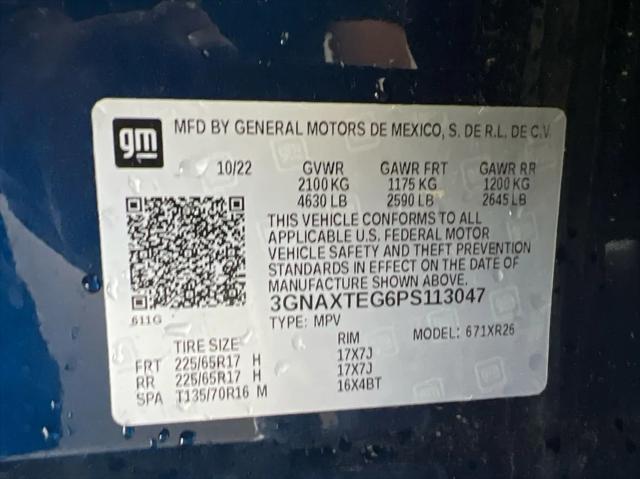 gm
MFD BY GENERAL MOTORS DE MEXICO, S. DE R.L. DE C.V.
10/22 GVWR GAWR FRT GAWR RR
2100 KG 1175 KG 1200 KG
4630 LB 2590 LB 2645 LB
THIS VEHICLE CONFORMS TO ALL
APPLICABLE U.S. FEDERAL MOTOR
VEHICLE SAFETY AND THEFT PREVENTION
STANDARDS IN EFFECT ON THE DATE OF
MANUFACTURE SHOWN ABOVE.
3GNAXTEG6PS113047
611G
TYPE: MPV MODEL: 671XR26
TIRE SIZE RIM
FRT 225/65R17 H 17X7J
RR 225/65R17 H 17X7J
SPA T135/70R16 M 16X4BT